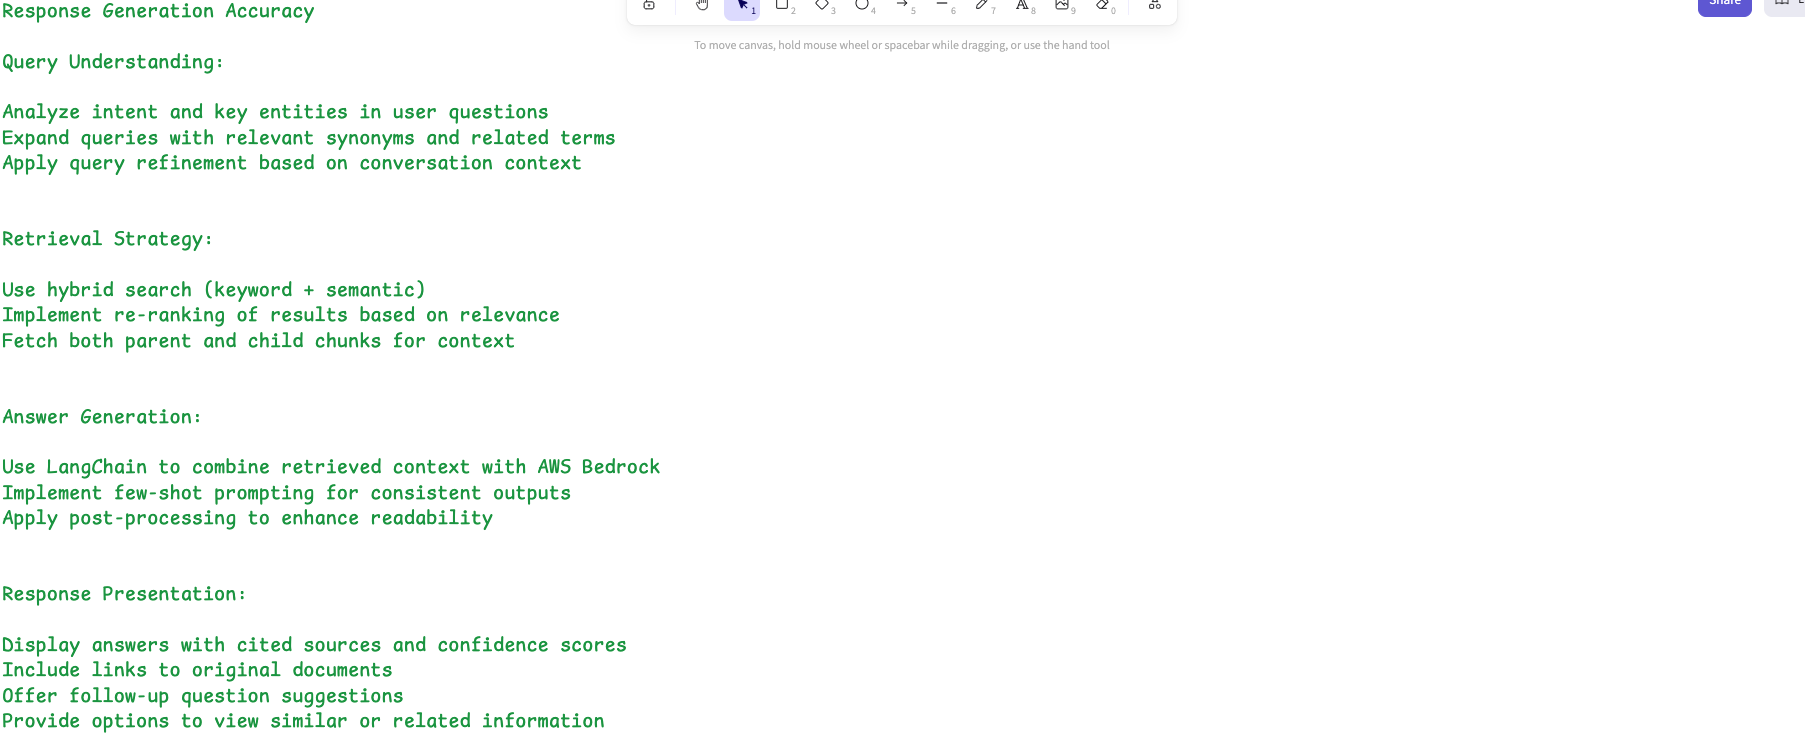 Response Generation Accuracy
1 2 3 4 5 6 7 8 9 0
Share
To move canvas, hold mouse wheel or spacebar while dragging, or use the hand tool
Query Understanding:
Analyze intent and key entities in user questions
Expand queries with relevant synonyms and related terms
Apply query refinement based on conversation context
Retrieval Strategy:
Use hybrid search (keyword + semantic)
Implement re-ranking of results based on relevance
Fetch both parent and child chunks for context
Answer Generation:
Use LangChain to combine retrieved context with AWS Bedrock
Implement few-shot prompting for consistent outputs
Apply post-processing to enhance readability
Response Presentation:
Display answers with cited sources and confidence scores
Include links to original documents
Offer follow-up question suggestions
Provide options to view similar or related information